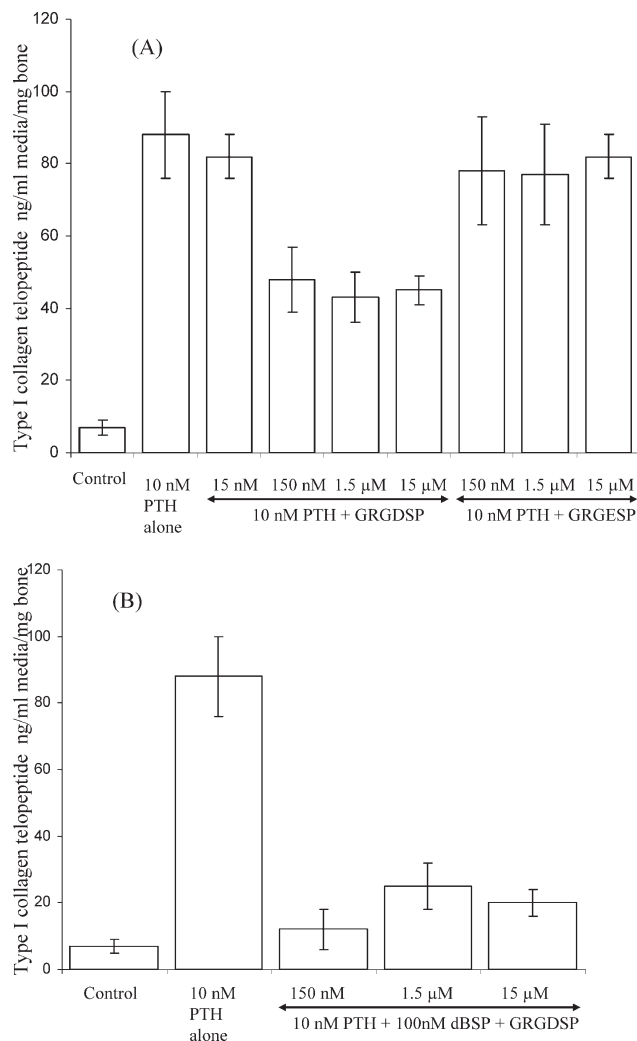 120
(A)
100
80
60
40
20
0
Type I collagen telopeptide ng/ml media/mg bone
Control
10 nM
PTH
alone
15 nM 150 nM 1.5 µM 15 µM
10 nM PTH + GRGDSP
150 nM 1.5 µM 15 µM
10 nM PTH + GRGESP
120
(B)
100
80
60
40
20
0
Type I collagen telopeptide ng/ml media/mg bone
Control
10 nM
PTH
alone
150 nM 1.5 µM 15 µM
10 nM PTH + 100nM dBSP + GRGDSP